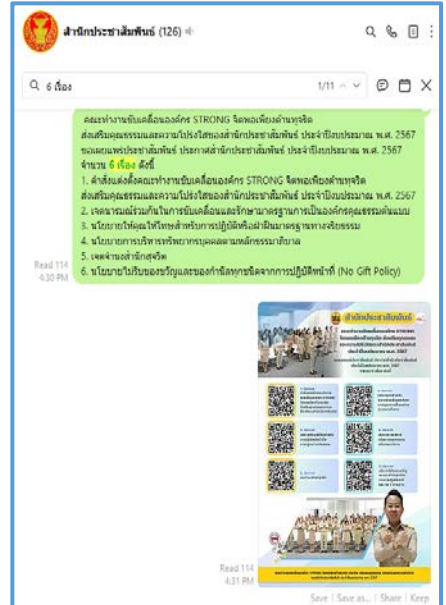 สำนักประชาสัมพันธ์ (126)
6 เรื่อง
1/11
คณะทำงานขับเคลื่อนองค์กร STRONG จิตพอเพียงต้านทุจริต
ส่งเสริมคุณธรรมและความโปร่งใสของสำนักประชาสัมพันธ์ ประจำปีงบประมาณ พ.ศ. 2567
ขอเผยแพร่ประชาสัมพันธ์ ประกาศสำนักประชาสัมพันธ์ ประจำปีงบประมาณ พ.ศ. 2567
จำนวน 6 เรื่อง ดังนี้
1. คำสั่งแต่งตั้งคณะทำงานขับเคลื่อนองค์กร STRONG จิตพอเพียงต้านทุจริต
ส่งเสริมคุณธรรมและความโปร่งใสของสำนักประชาสัมพันธ์ ประจำปีงบประมาณ พ.ศ. 2567
2. เจตนารมณ์ร่วมกันในการขับเคลื่อนและรักษามาตรฐานการเป็นองค์กรคุณธรรมต้นแบบ
3. นโยบายให้คุณให้โทษสำหรับการปฏิบัติหรือฝ่าฝืนมาตรฐานทางจริยธรรม
4. นโยบายการบริหารทรัพยากรบุคคลตามหลักธรรมาภิบาล
5. เจตจำนงสำนักสุจริต
6. นโยบายไม่รับของขวัญและของกำนัลทุกชนิดจากการปฏิบัติหน้าที่ (No Gift Policy)
Read 114
4:30 PM
สำนักประชาสัมพันธ์
Read 114
4:31 PM
Save | Save as... | Share | Keep